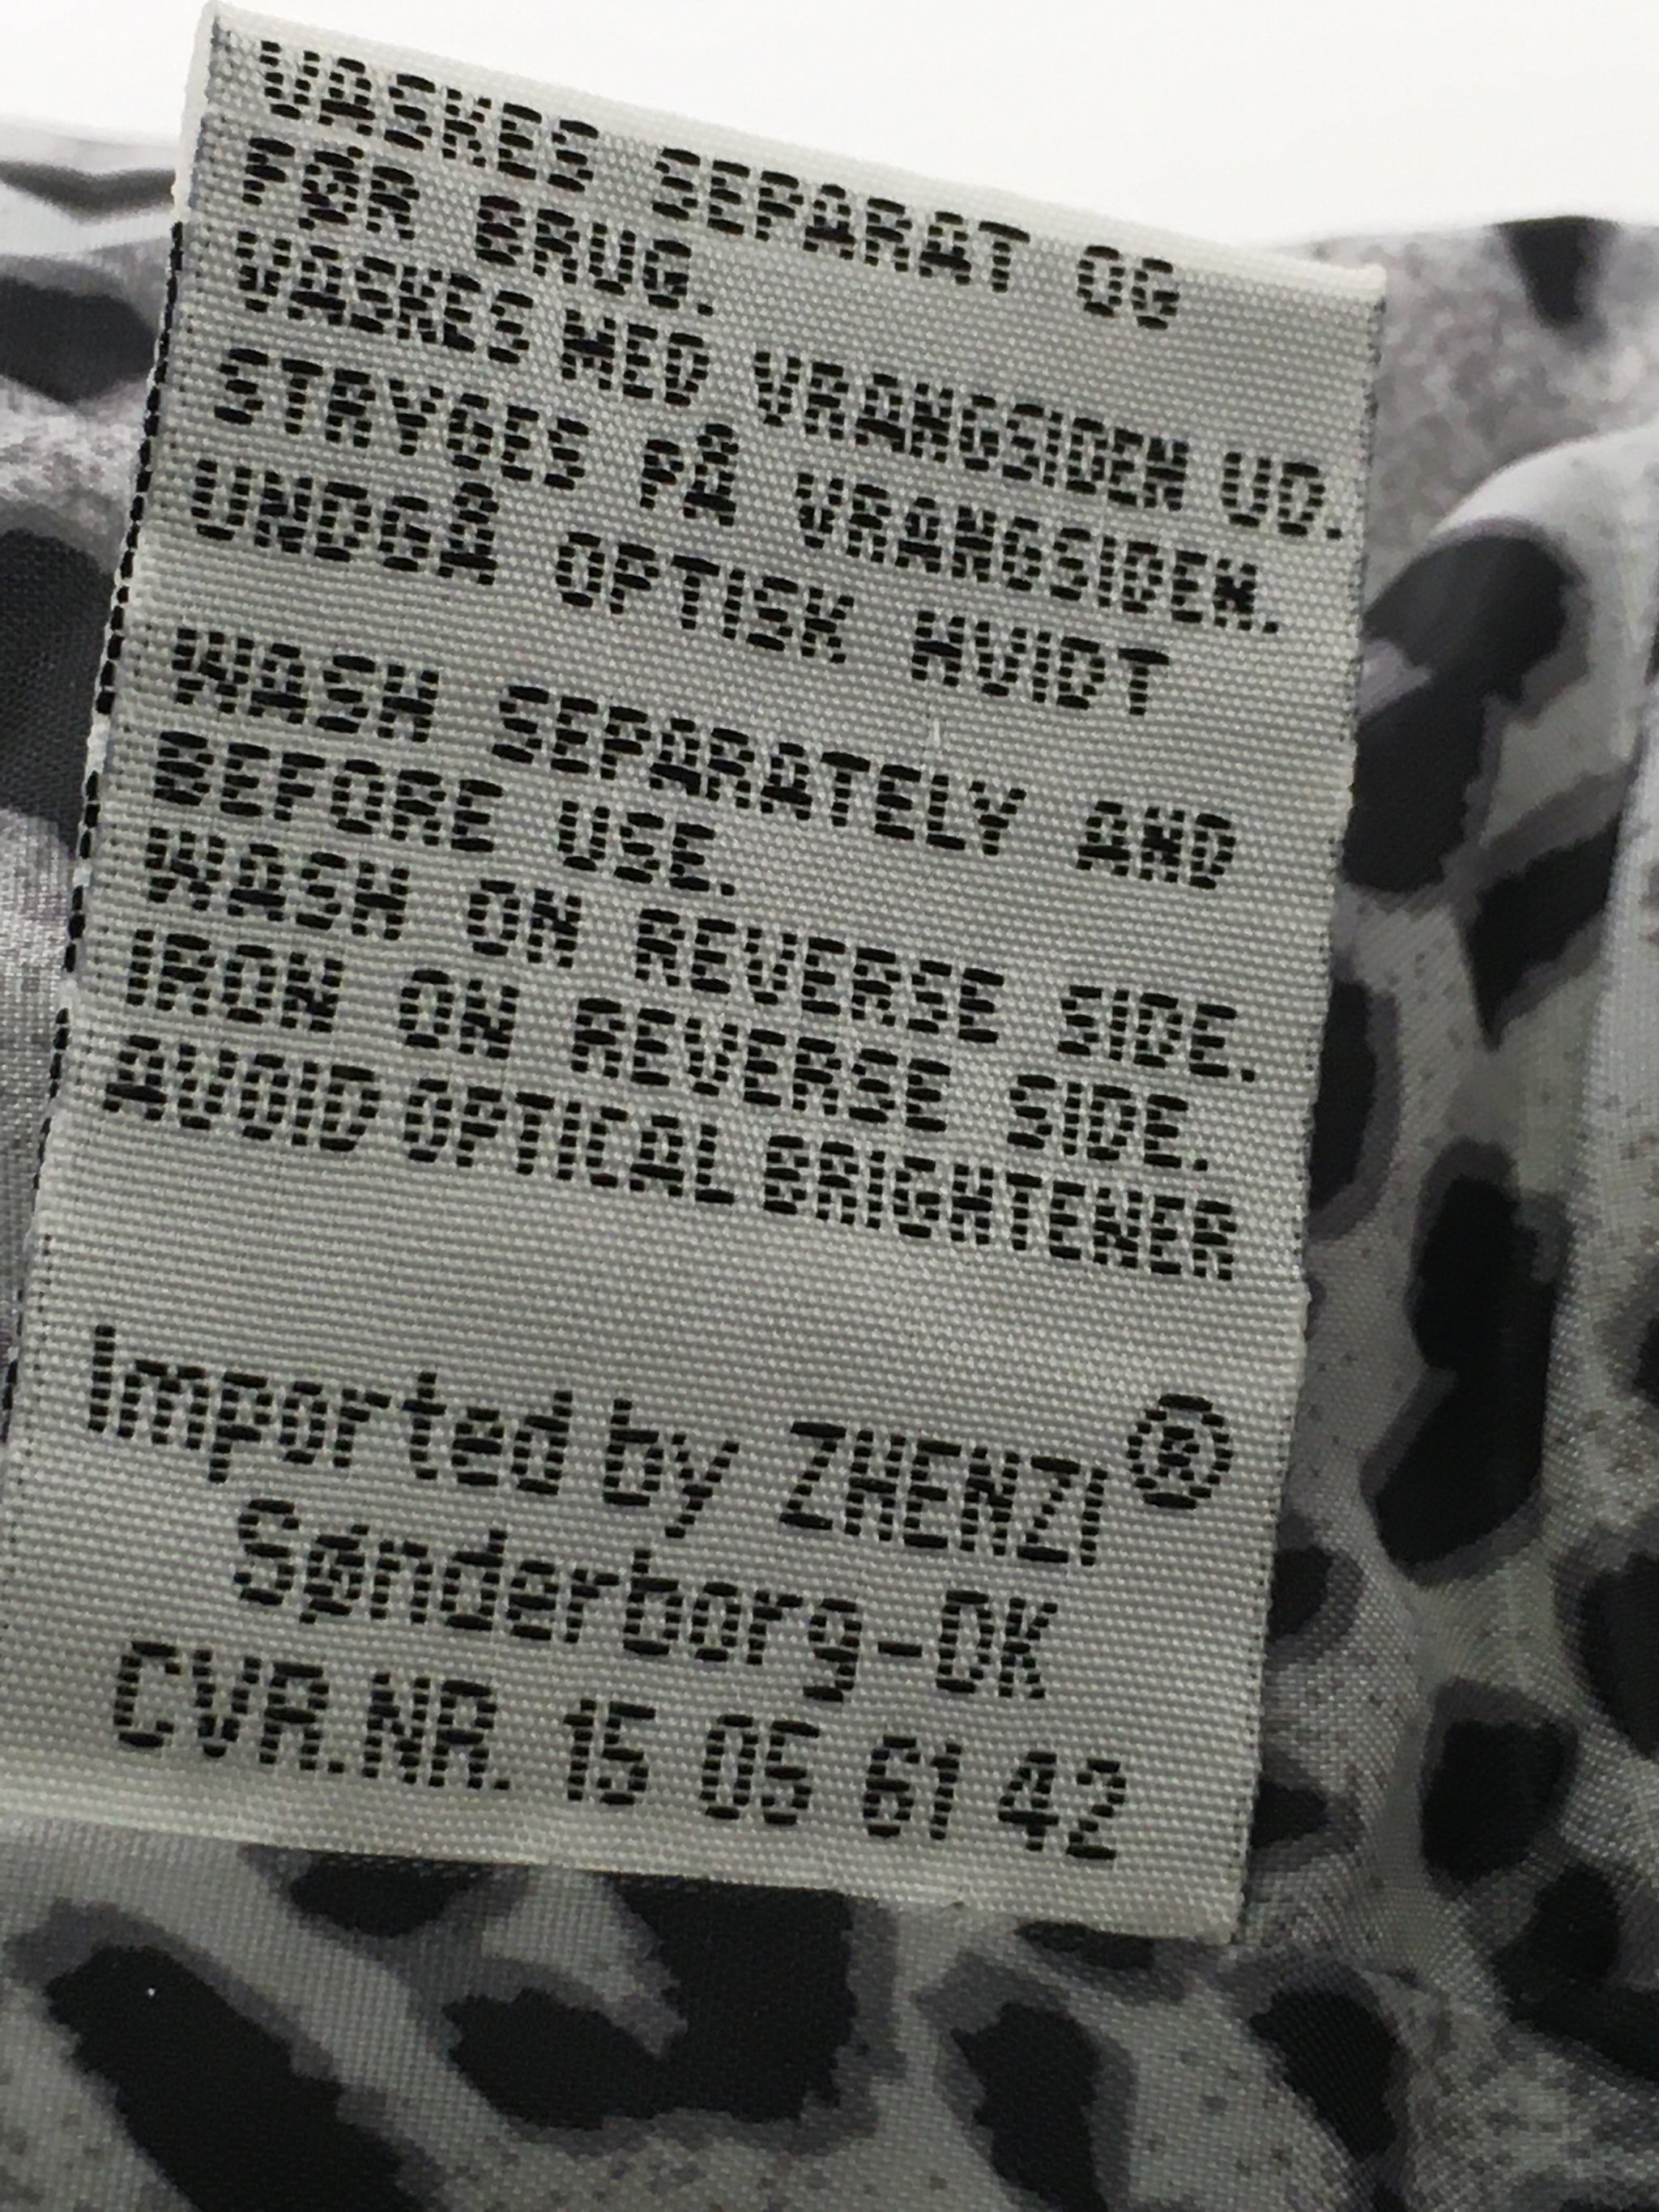 VASKES SEPARAT OG
FØR BRUG.
VASKES MED VRANGSIDEN UD.
STRYGES PÅ VRANGSIDEN.
UNDGÅ OPTISK HVIDT
WASH SEPARATELY AND
BEFORE USE.
WASH ON REVERSE SIDE.
IRON ON REVERSE SIDE.
AVOID OPTICAL BRIGHTENER
Imported by ZHENZI®
Sønderborg-DK
CVR.NR. 15 05 61 42